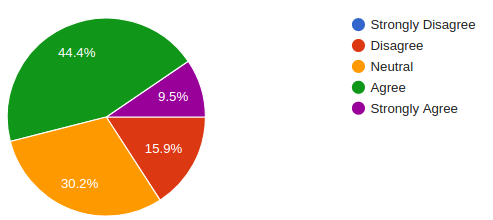 44.4%
9.5%
15.9%
30.2%
Strongly Disagree
Disagree
Neutral
Agree
Strongly Agree